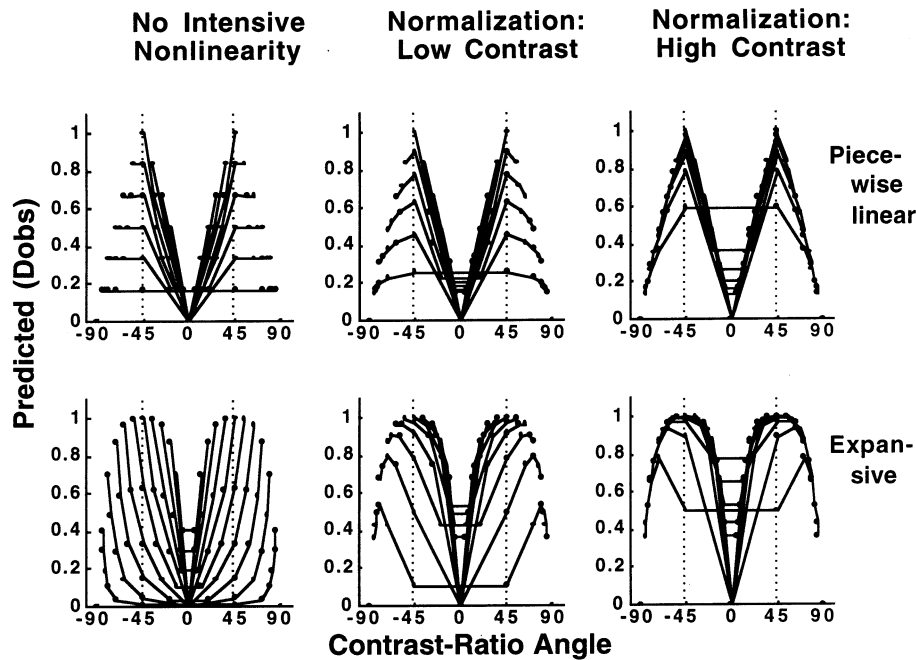 No Intensive
Nonlinearity
Normalization:
Low Contrast
Normalization:
High Contrast
Predicted (Dobs)
1
0.8
0.6
0.4
0.2
0
-90 -45 0 45 90
1
0.8
0.6
0.4
0.2
0
-90 -45 0 45 90
1
0.8
0.6
0.4
0.2
0
-90 -45 0 45 90
Piece-
wise
linear
1
0.8
0.6
0.4
0.2
0
-90 -45 0 45 90
1
0.8
0.6
0.4
0.2
0
-90 -45 0 45 90
1
0.8
0.6
0.4
0.2
0
-90 -45 0 45 90
Expan-
sive
Contrast-Ratio Angle